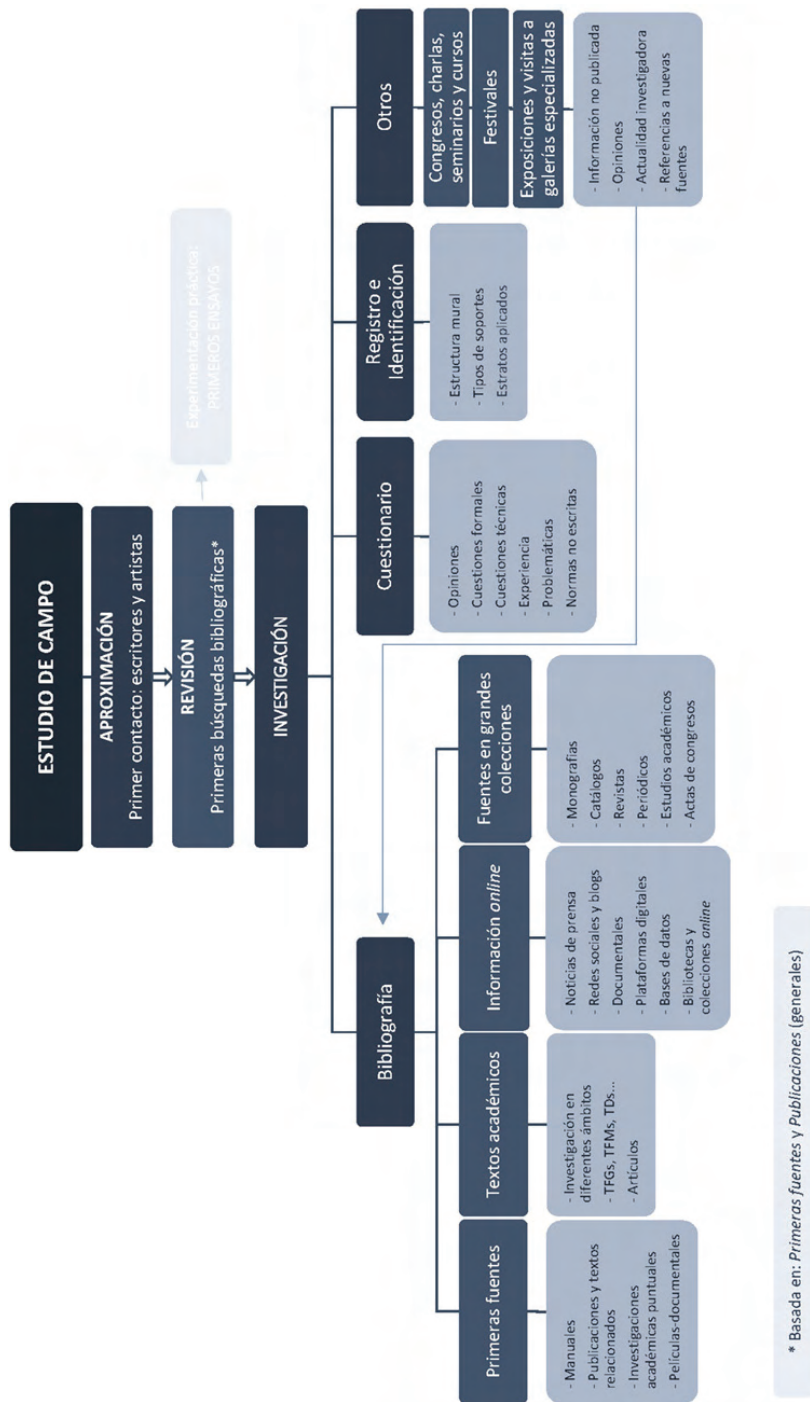 ESTUDIO DE CAMPO
APROXIMACIÓN
Primer contacto: escritores y artistas
REVISIÓN
Primeras búsquedas bibliográficas*
Experimentación práctica:
PRIMEROS ENSAYOS
INVESTIGACIÓN
Bibliografía
Primeras fuentes
- Manuales
- Publicaciones y textos
relacionados
- Investigaciones
académicas puntuales
- Películas-documentales
Textos académicos
- Investigación en
diferentes ámbitos
- TFGs, TFMs, TDs...
- Artículos
Información online
- Noticias de prensa
- Redes sociales y blogs
- Documentales
- Plataformas digitales
- Bases de datos
- Bibliotecas y
colecciones online
Fuentes en grandes
colecciones
- Monografias
- Catálogos
- Revistas
- Periódicos
- Estudios académicos
- Actas de congresos
Cuestionario
- Opiniones
- Cuestiones formales
- Cuestiones técnicas
- Experiencia
- Problemáticas
- Normas no escritas
Registro e
Identificación
- Estructura mural
- Tipos de soportes
- Estratos aplicados
Otros
Congresos, charlas,
seminarios y cursos
Festivales
Exposiciones y visitas a
galerías especializadas
- Información no publicada
- Opiniones
- Actualidad investigadora
- Referencias a nuevas
fuentes
* Basada en: Primeras fuentes y Publicaciones (generales)